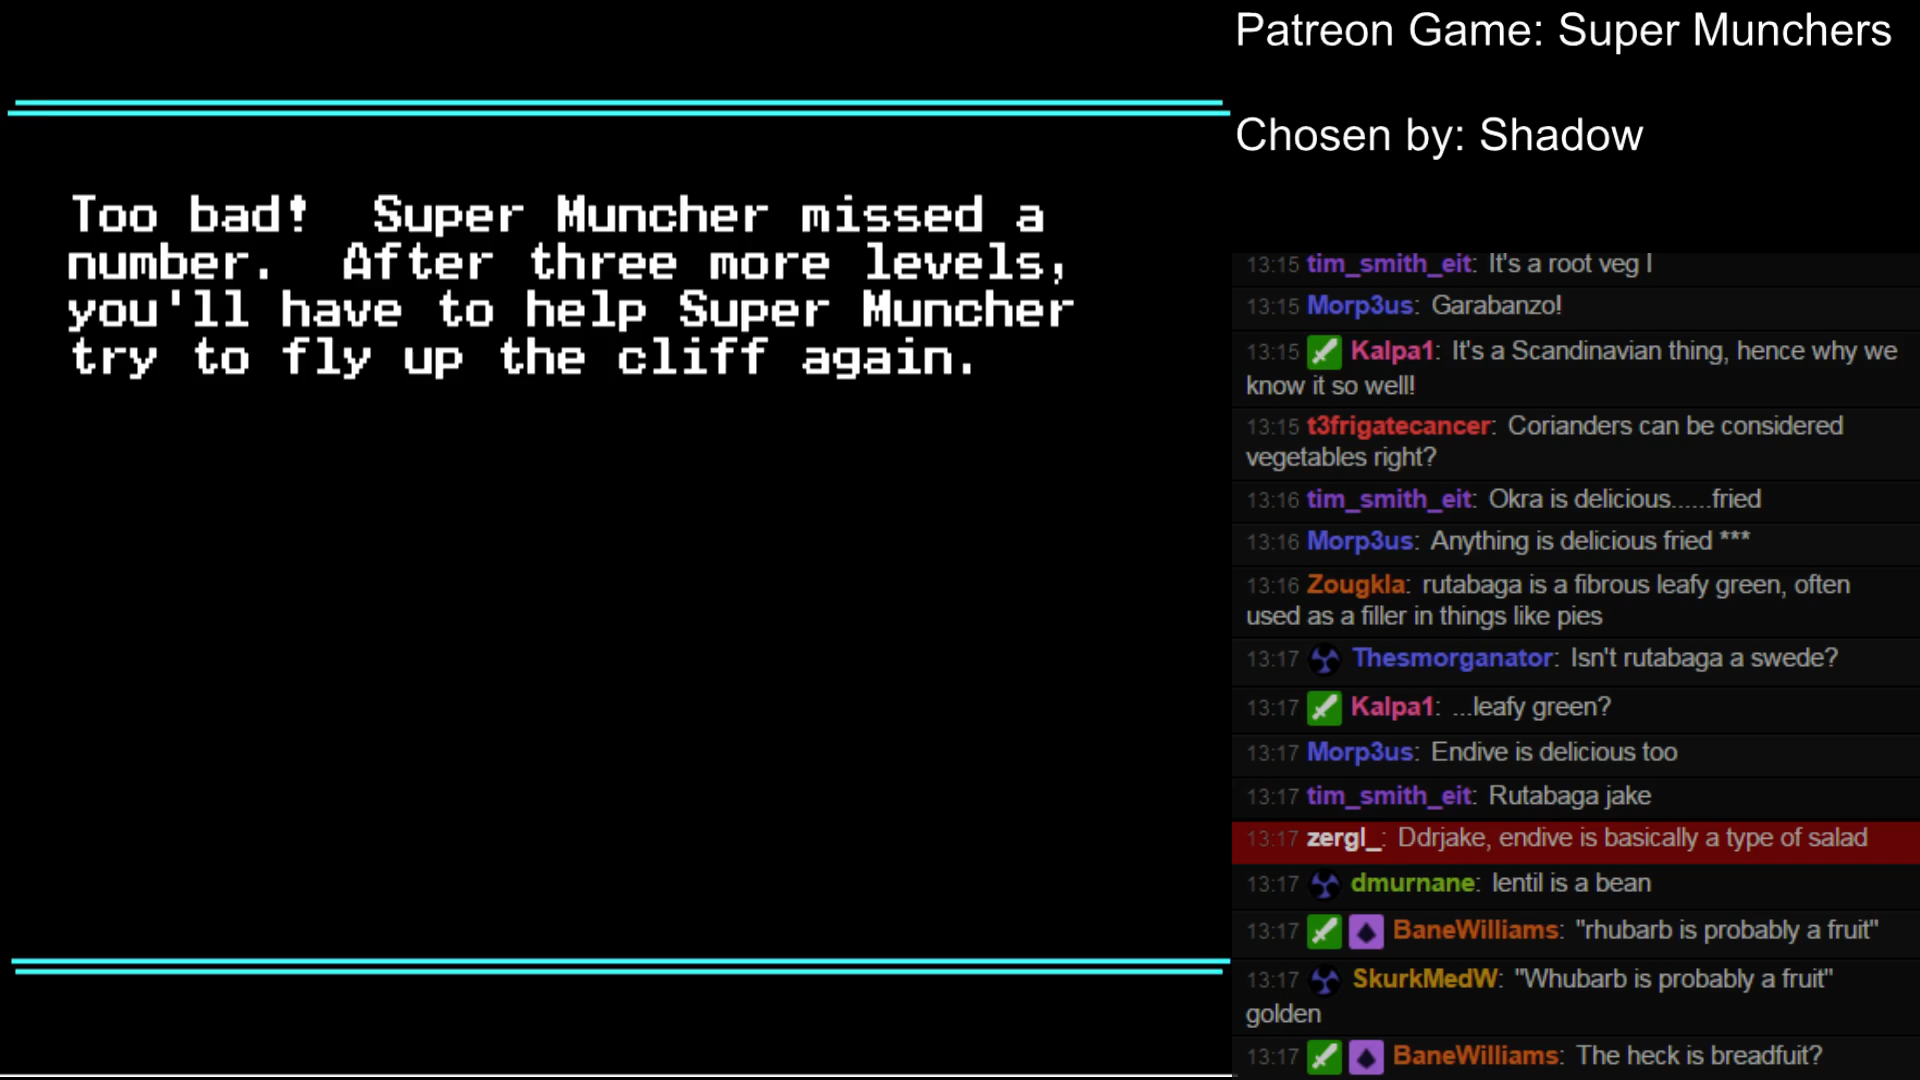 Too bad!  Super Muncher missed a
number.  After three more levels,
you'll have to help Super Muncher
try to fly up the cliff again.
Patreon Game: Super Munchers
Chosen by: Shadow
13:15 tim_smith_eit: It's a root veg I
13:15 Morp3us: Garabanzo!
13:15 Kalpa1: It's a Scandinavian thing, hence why we
know it so well!
13:15 t3frigatecancer: Corianders can be considered
vegetables right?
13:16 tim_smith_eit: Okra is delicious......fried
13:16 Morp3us: Anything is delicious fried ***
13:16 Zougkla: rutabaga is a fibrous leafy green, often
used as a filler in things like pies
13:17 Thesmorganator: Isn't rutabaga a swede?
13:17 Kalpa1: ...leafy green?
13:17 Morp3us: Endive is delicious too
13:17 tim_smith_eit: Rutabaga jake
13:17 zergl_: Ddrjake, endive is basically a type of salad
13:17 dmurnane: lentil is a bean
13:17 BaneWilliams: "rhubarb is probably a fruit"
13:17 SkurkMedW: "Whubarb is probably a fruit"
golden
13:17 BaneWilliams: The heck is breadfuit?